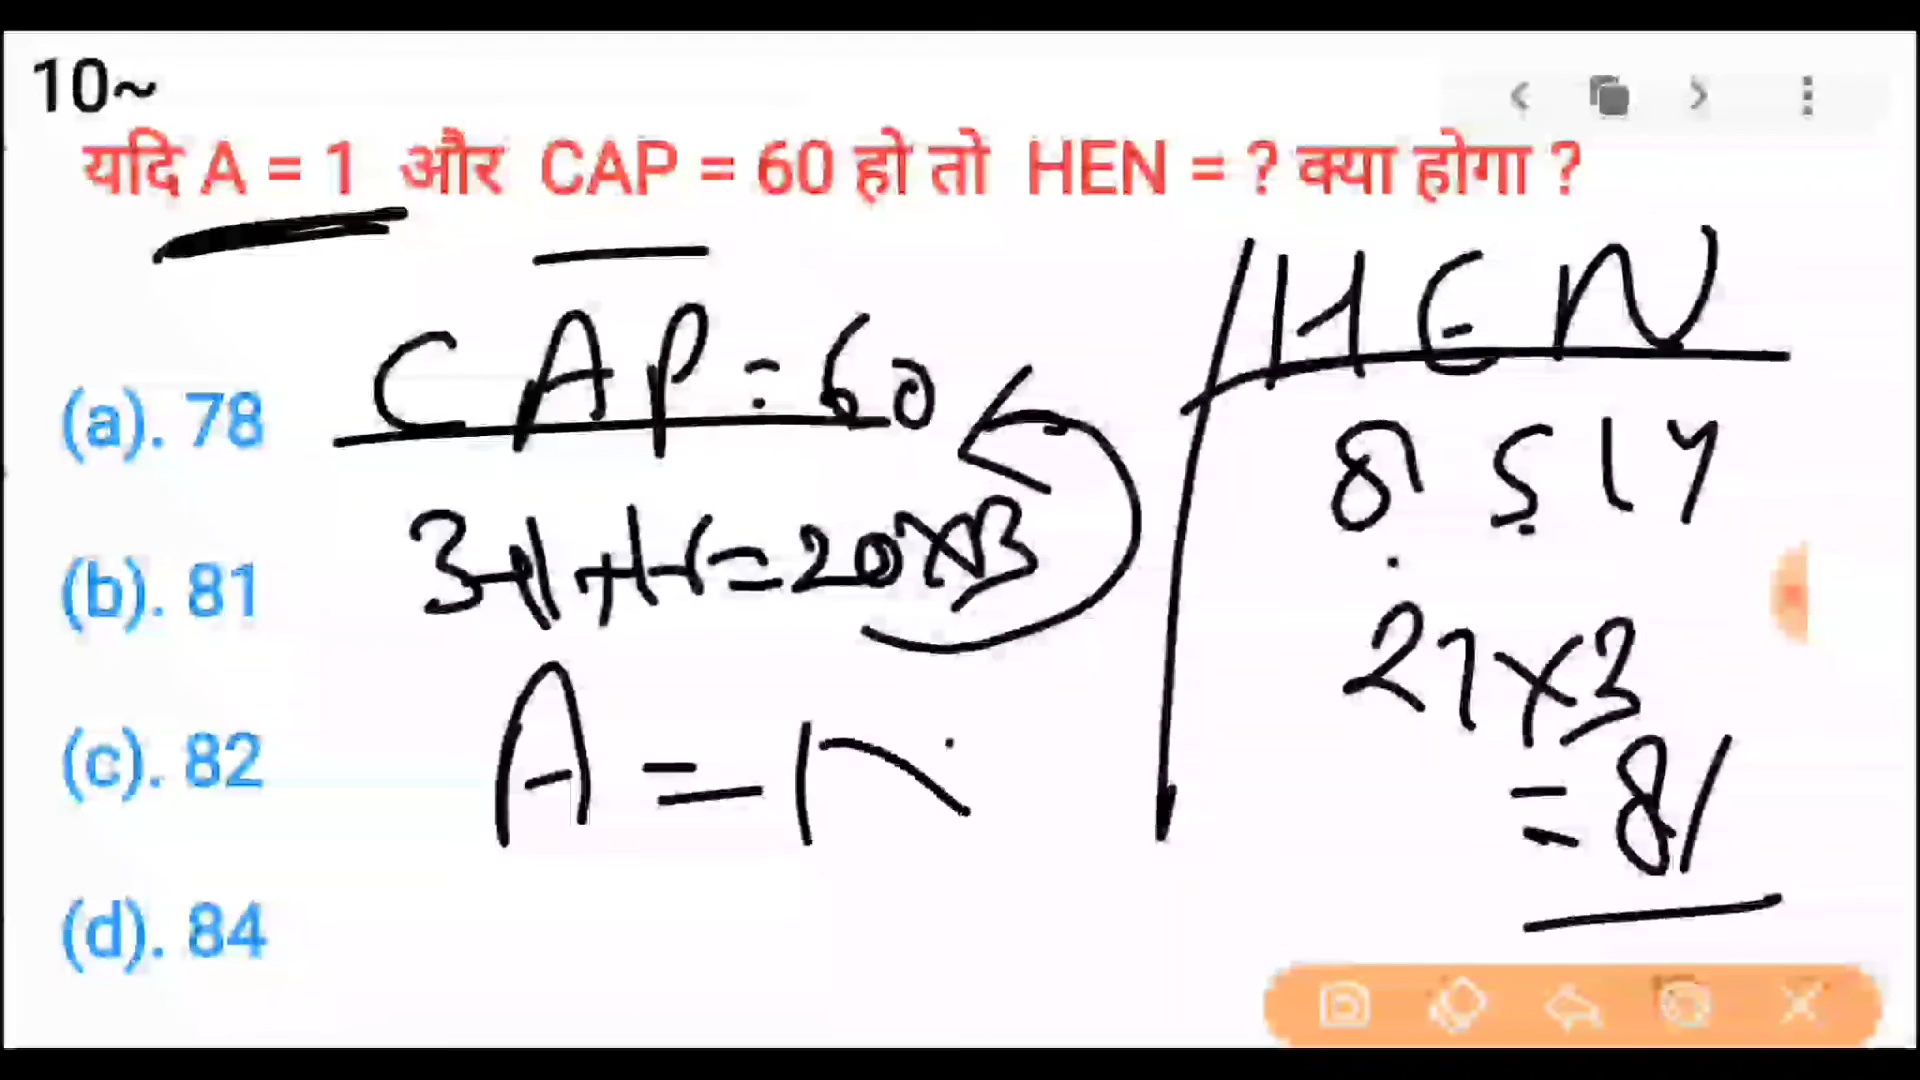 10~
यदि A = 1 और CAP = 60 हो तो HEN = ? क्या होगा ?
CAP = 60
HEN
(a). 78
8 5 14
3+1+16=20×3
(b). 81
27×3
= 81
(c). 82
A = 1
(d). 84